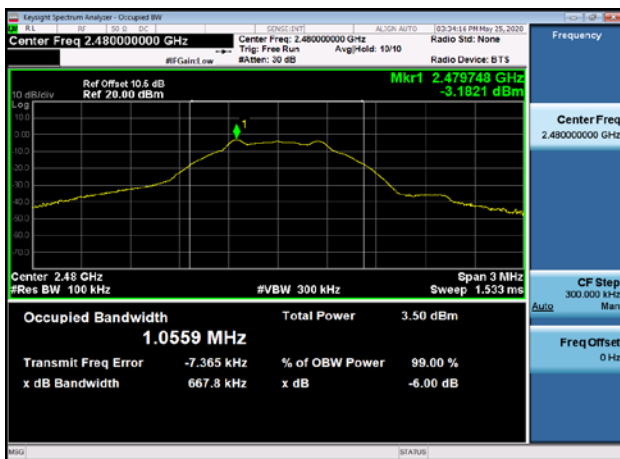 Keysight Spectrum Analyzer - Occupied BW
RL RF 50 Ω DC SENSE:INT ALIGN AUTO 03:34:16 PM May 25, 2020
Center Freq 2.480000000 GHz Center Freq: 2.480000000 GHz Radio Std: None Frequency
Trig: Free Run Avg|Hold: 10/10
#IFGain:Low #Atten: 30 dB Radio Device: BTS
Mkr1 2.479748 GHz
-3.1821 dBm
Ref Offset 10.5 dB
10 dB/div Ref 20.00 dBm
Log
10.0
0.00
-10.0
-20.0
-30.0
-40.0
-50.0
-60.0
-70.0
1
Center 2.48 GHz Span 3 MHz
#Res BW 100 kHz #VBW 300 kHz Sweep 1.533 ms
Occupied Bandwidth Total Power 3.50 dBm
1.0559 MHz
Transmit Freq Error -7.365 kHz % of OBW Power 99.00 %
x dB Bandwidth 667.8 kHz x dB -6.00 dB
Center Freq
2.480000000 GHz
CF Step
300.000 kHz
Auto Man
Freq Offset
0 Hz
MSG STATUS